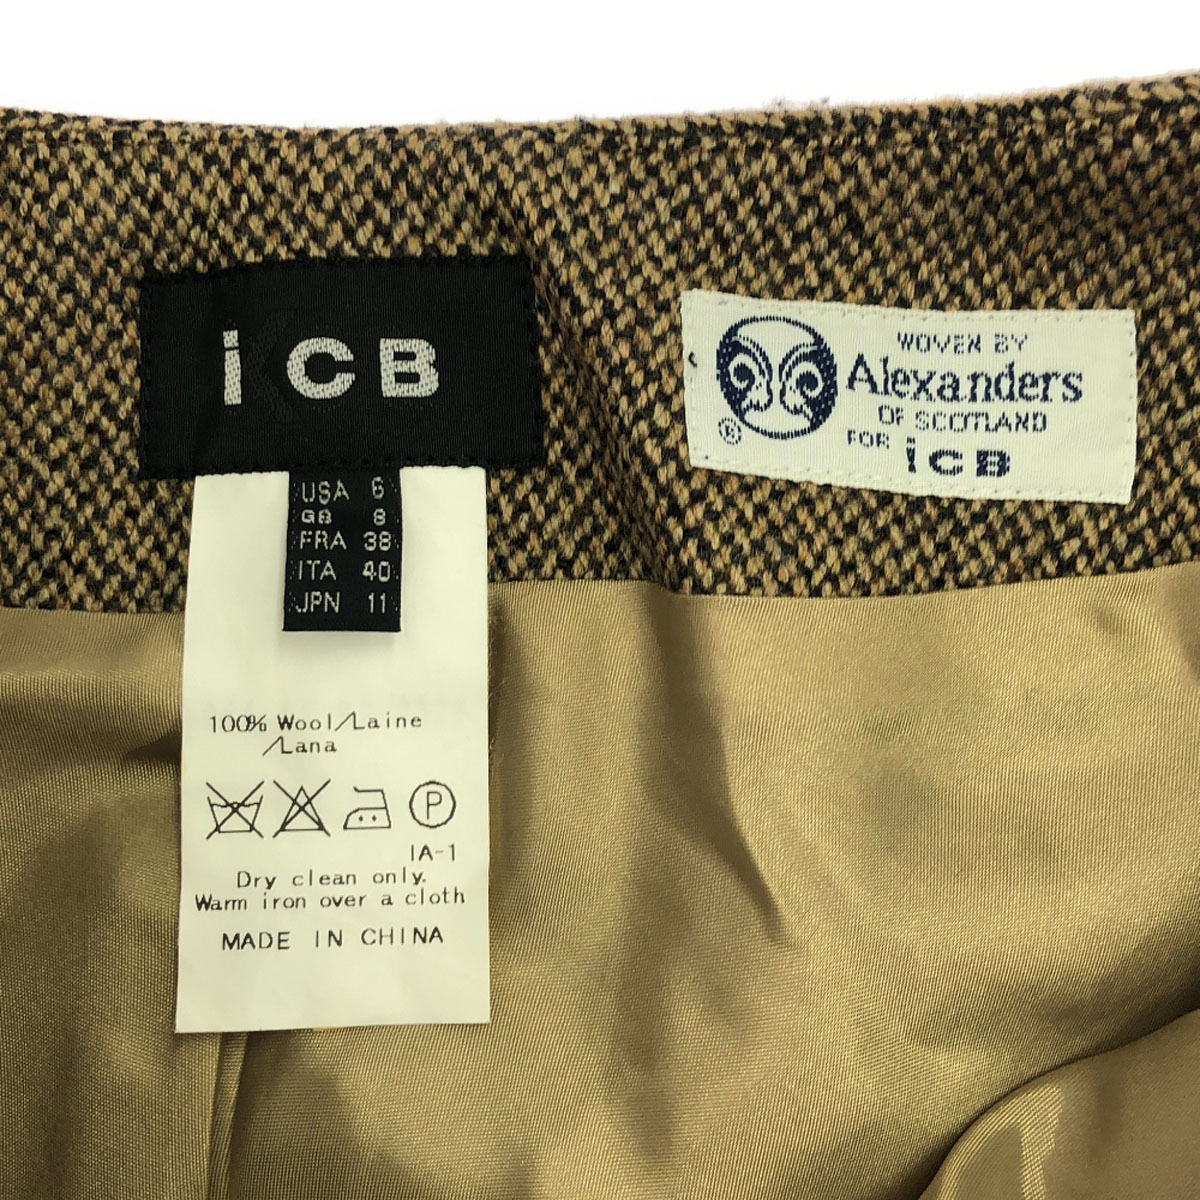 iCB
USA 6
GB 8
FRA 38
ITA 40
JPN 11
100% Wool/Laine
/Lana
P
IA-1
Dry clean only.
Warm iron over a cloth
MADE IN CHINA
WOVEN BY
Alexanders
OF SCOTLAND
FOR iCB
®